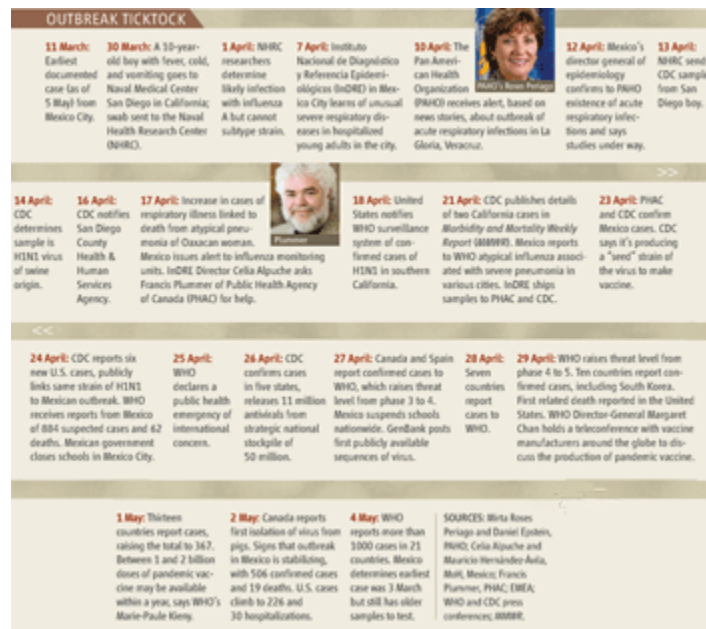 OUTBREAK TICKTOCK
11 March:
Earliest
documented
case (as of
5 May) from
Mexico City.
30 March: A 10-year-
old boy with fever, cold,
and vomiting goes to
Naval Medical Center
San Diego in California;
swab sent to the Naval
Health Research Center
(NHRC).
1 April: NHRC
researchers
determine
likely infection
with influenza
A but cannot
subtype strain.
7 April: Instituto
Nacional de Diagnóstico
y Referencia Epidemi-
ológicos (InDRE) in Mex-
ico City learns of unusual
severe respiratory dis-
eases in hospitalized
young adults in the city.
10 April: The
Pan Ameri-
can Health
Organization
(PAHO) receives alert, based on
news stories, about outbreak of
acute respiratory infections in La
Gloria, Veracruz.
PAHO's Roses Periago
12 April: Mexico's
director general of
epidemiology
confirms to PAHO
existence of acute
respiratory infec-
tions and says
studies under way.
13 April:
NHRC send
CDC sampl
from San
Diego boy.
>>
14 April:
CDC
determines
sample is
H1N1 virus
of swine
origin.
16 April:
CDC notifies
San Diego
County
Health &
Human
Services
Agency.
17 April: Increase in cases of
respiratory illness linked to
death from atypical pneu-
monia of Oaxacan woman.
Mexico issues alert to influenza monitoring
units. InDRE Director Celia Alpuche asks
Francis Plummer of Public Health Agency
of Canada (PHAC) for help.
Plummer
18 April: United
States notifies
WHO surveillance
system of con-
firmed cases of
H1N1 in southern
California.
21 April: CDC publishes details
of two California cases in
Morbidity and Mortality Weekly
Report (MMWR). Mexico reports
to WHO atypical influenza associ-
ated with severe pneumonia in
various cities. InDRE ships
samples to PHAC and CDC.
23 April: PHAC
and CDC confirm
Mexico cases. CDC
says it's producing
a "seed" strain of
the virus to make
vaccine.
<<
24 April: CDC reports six
new U.S. cases, publicly
links same strain of H1N1
to Mexican outbreak. WHO
receives reports from Mexico
of 884 suspected cases and 62
deaths. Mexican government
closes schools in Mexico City.
25 April:
WHO
declares a
public health
emergency of
international
concern.
26 April: CDC
confirms cases
in five states,
releases 11 million
antivirals from
strategic national
stockpile of
50 million.
27 April: Canada and Spain
report confirmed cases to
WHO, which raises threat
level from phase 3 to 4.
Mexico suspends schools
nationwide. GenBank posts
first publicly available
sequences of virus.
28 April:
Seven
countries
report
cases to
WHO.
29 April: WHO raises threat level from
phase 4 to 5. Ten countries report con-
firmed cases, including South Korea.
First related death reported in the United
States. WHO Director-General Margaret
Chan holds a teleconference with vaccine
manufacturers around the globe to dis-
cuss the production of pandemic vaccine.
1 May: Thirteen
countries report cases,
raising the total to 367.
Between 1 and 2 billion
doses of pandemic vac-
cine may be available
within a year, says WHO's
Marie-Paule Kieny.
2 May: Canada reports
first isolation of virus from
pigs. Signs that outbreak
in Mexico is stabilizing,
with 506 confirmed cases
and 19 deaths. U.S. cases
climb to 226 and
30 hospitalizations.
4 May: WHO
reports more than
1000 cases in 21
countries. Mexico
determines earliest
case was 3 March
but still has older
samples to test.
SOURCES: Mirta Roses
Periago and Daniel Epstein,
PAHO; Celia Alpuche and
Mauricio Hernández-Ávila,
MoH, Mexico; Francis
Plummer, PHAC; EMEA;
WHO and CDC press
conferences; MMWR.